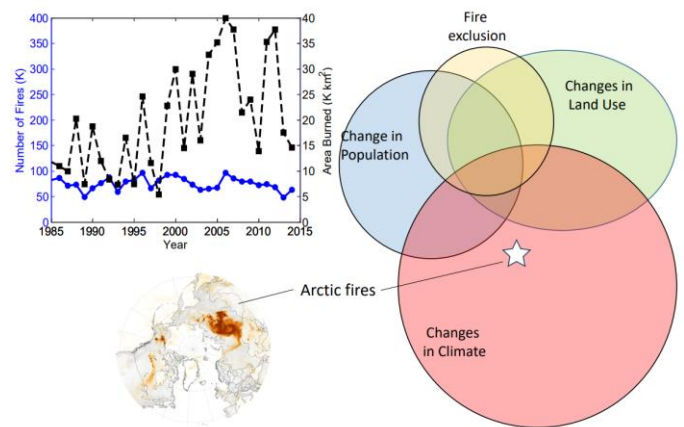 400
350
300
250
200
150
100
50
0
Number of Fires (K)
40
35
30
25
20
15
10
5
0
Area Burned (K km²)
1985 1990 1995 2000 2005 2010 2015
Year
Fire
exclusion
Changes in
Land Use
Change in
Population
Arctic fires
Changes
in Climate